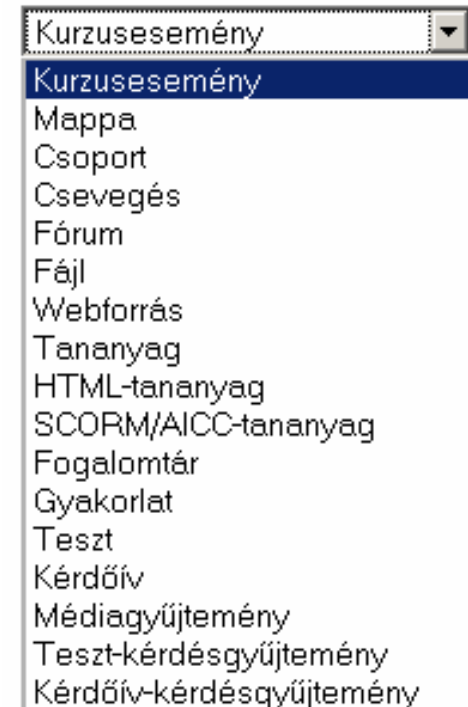 Kurzusesemény
Kurzusesemény
Mappa
Csoport
Csevegés
Fórum
Fájl
Webforrás
Tananyag
HTML-tananyag
SCORM/AICC-tananyag
Fogalomtár
Gyakorlat
Teszt
Kérdőív
Médiagyűjtemény
Teszt-kérdésgyűjtemény
Kérdőív-kérdésgyűjtemény